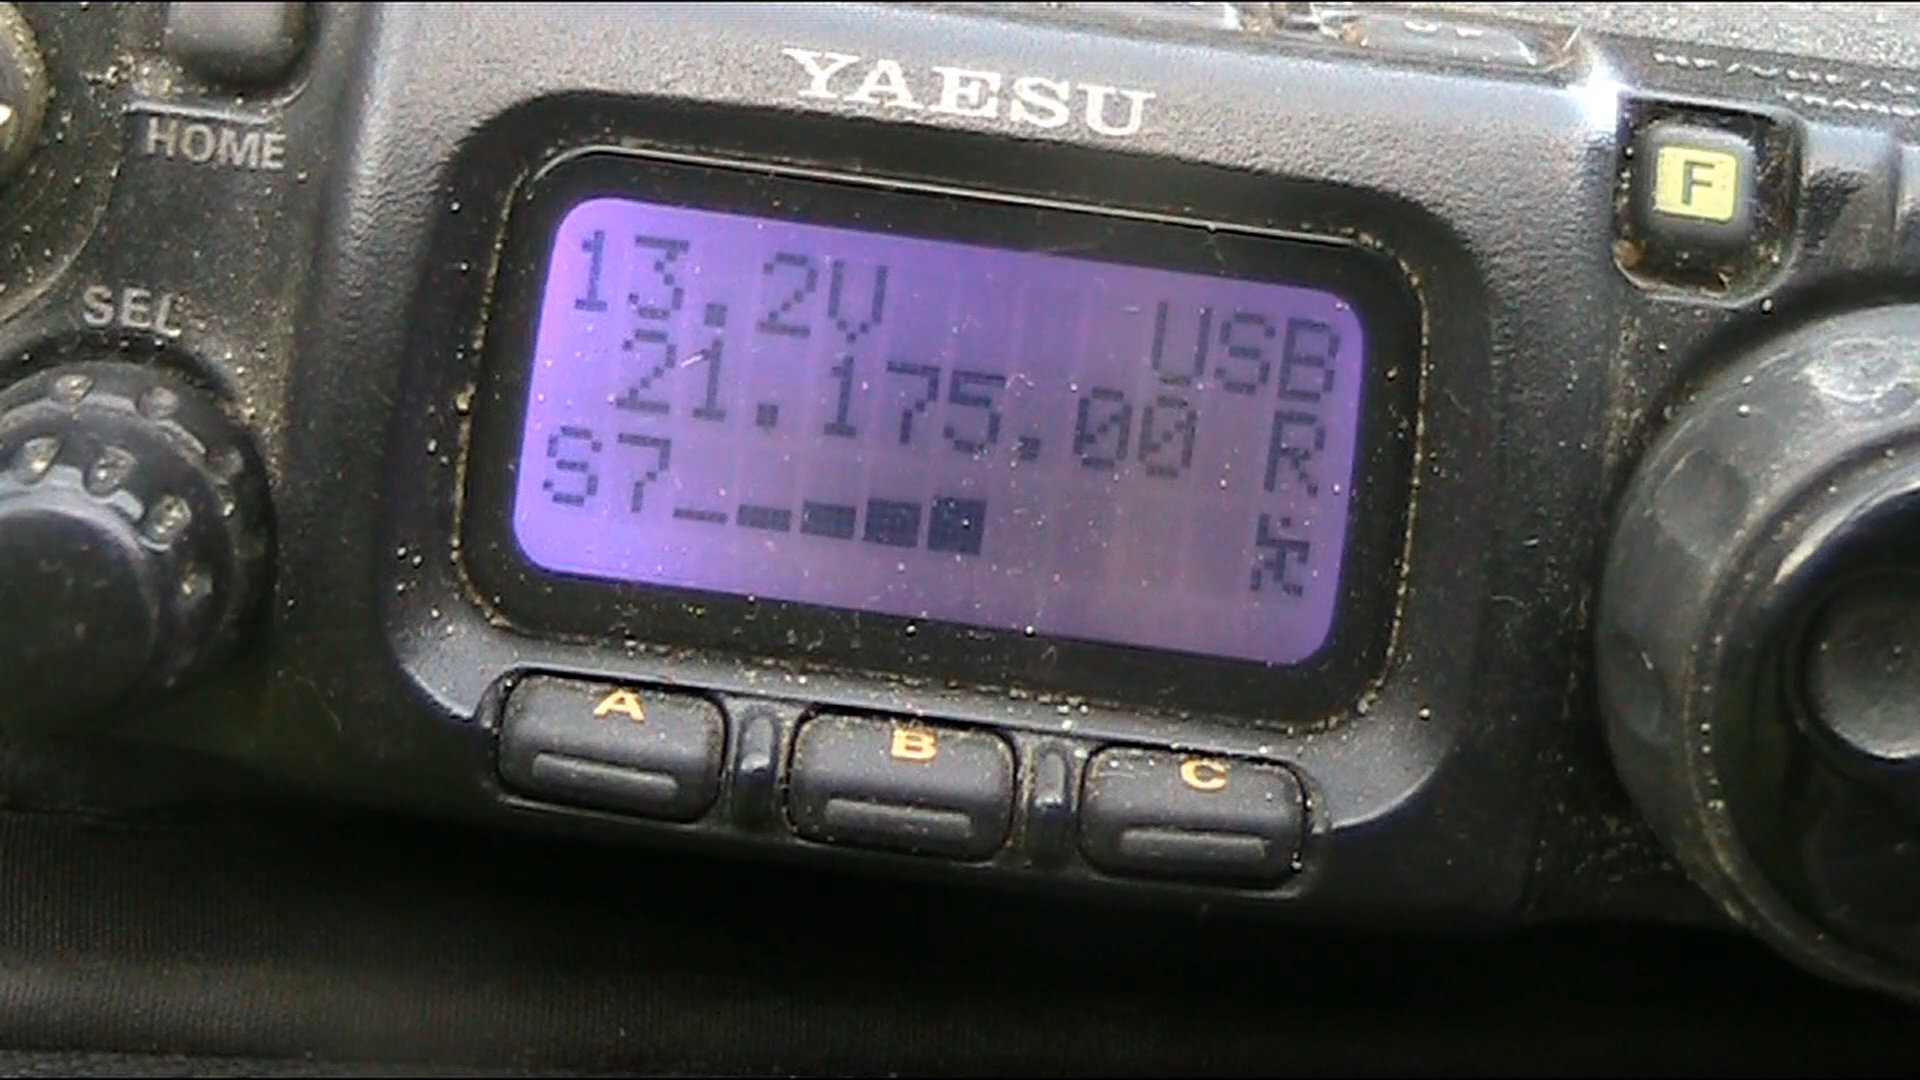 YAESU
HOME
F
SEL
13.2V USB
21.175.00 R
S7
A B C